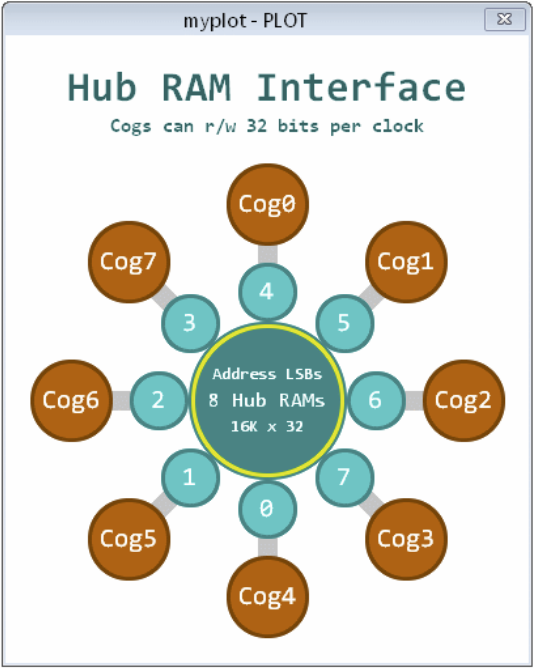 myplot - PLOT
Hub RAM Interface
Cogs can r/w 32 bits per clock
Cog0
Cog7
Cog1
4
3
5
Address LSBs
Cog6
2
8 Hub RAMs
6
Cog2
16K x 32
1
7
0
Cog5
Cog3
Cog4